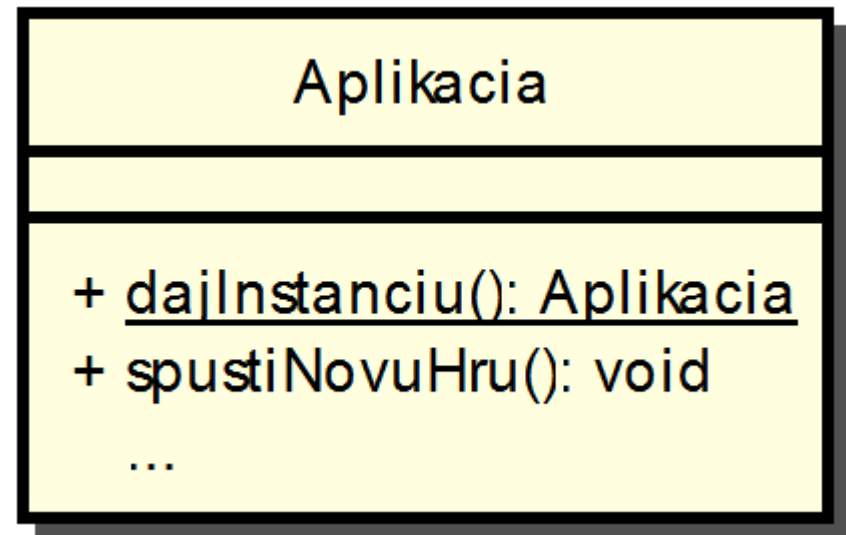 Aplikacia
+ dajInstanciu(): Aplikacia
+ spustiNovuHru(): void
...